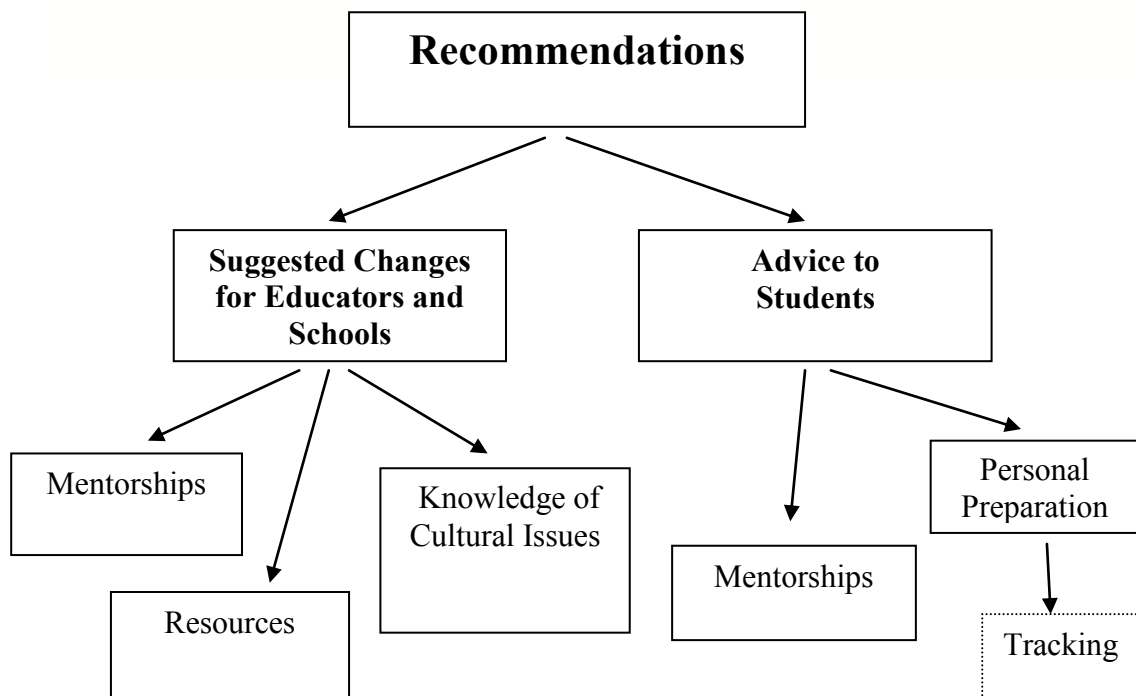 Recommendations
Suggested Changes
for Educators and
Schools
Advice to
Students
Mentorships
Resources
Knowledge of
Cultural Issues
Mentorships
Personal
Preparation
Tracking